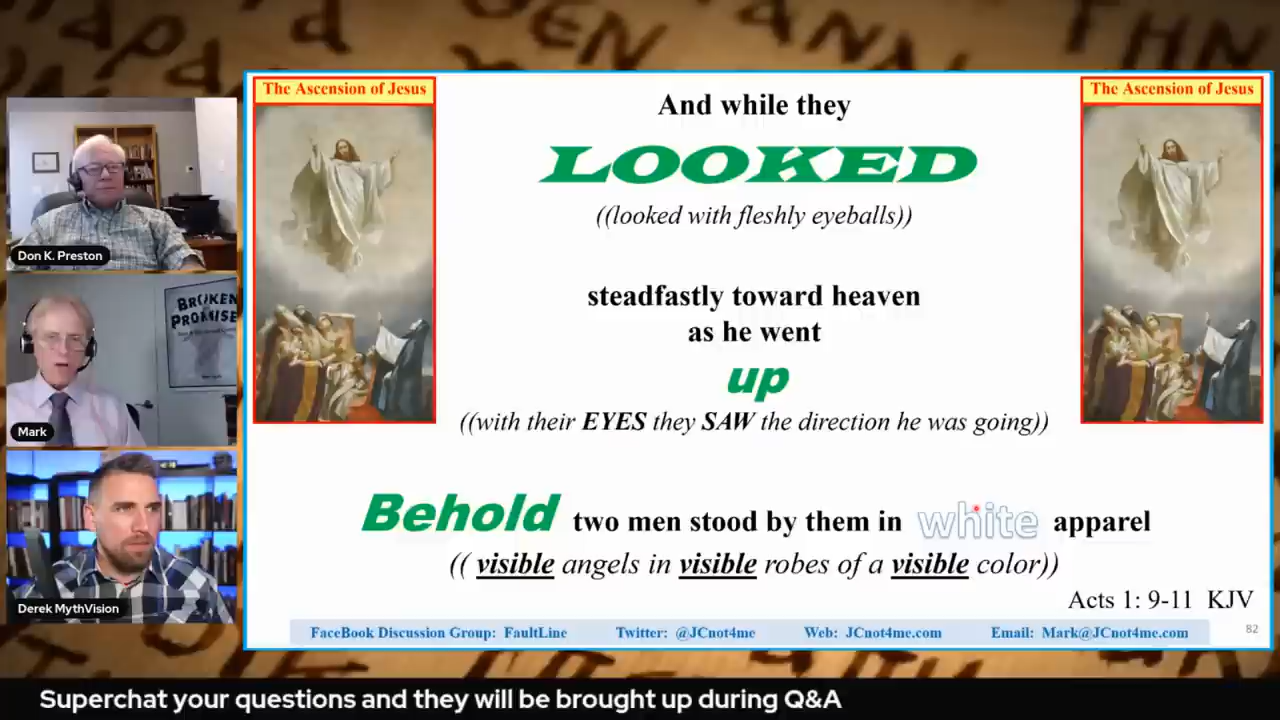 Don K. Preston
BROKEN
PROMISES
Mark
Derek MythVision
The Ascension of Jesus
And while they
LOOKED
((looked with fleshly eyeballs))
steadfastly toward heaven
as he went
up
((with their EYES they SAW the direction he was going))
Behold two men stood by them in white apparel
(( visible angels in visible robes of a visible color))
Acts 1: 9-11 KJV
The Ascension of Jesus
FaceBook Discussion Group: FaultLine Twitter: @JCnot4me Web: JCnot4me.com Email: Mark@JCnot4me.com
82
Superchat your questions and they will be brought up during Q&A